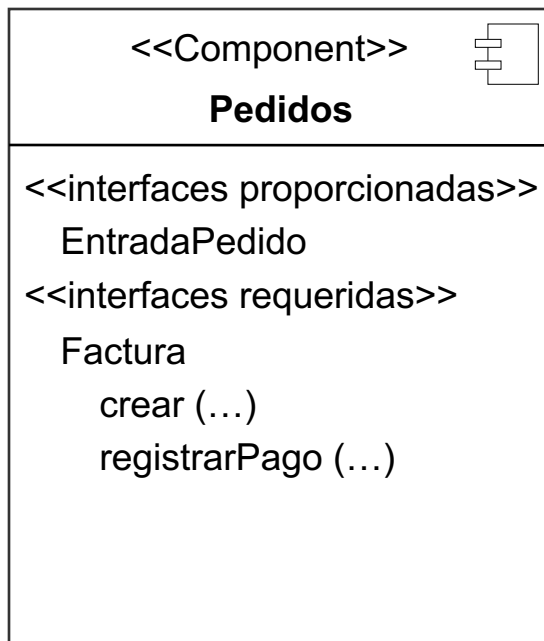 <<Component>>
Pedidos
<<interfaces proporcionadas>>
EntradaPedido
<<interfaces requeridas>>
Factura
crear (…)
registrarPago (…)